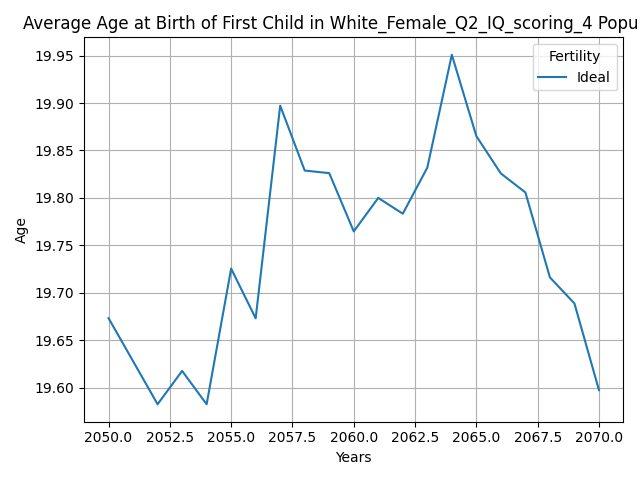 Average Age at Birth of First Child in White_Female_Q2_IQ_scoring_4 Popu
Fertility
Ideal
19.95
19.90
19.85
19.80
19.75
19.70
19.65
19.60
Age
2050.0 2052.5 2055.0 2057.5 2060.0 2062.5 2065.0 2067.5 2070.0
Years